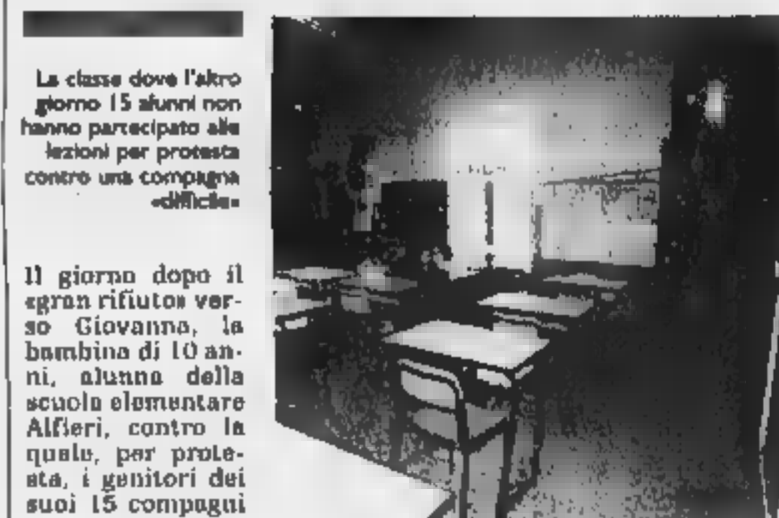 La classe dove l'altro
giorno 15 alunni non
hanno partecipato alle
lezioni per protesta
contro una compagna
«difficile»
Il giorno dopo il
«gran rifiuto» ver-
so Giovanna, la
bambina di 10 an-
ni, alunna della
scuola elementare
Alfieri, contro la
quale, per prote-
sta, i genitori dei
suoi 15 compagni